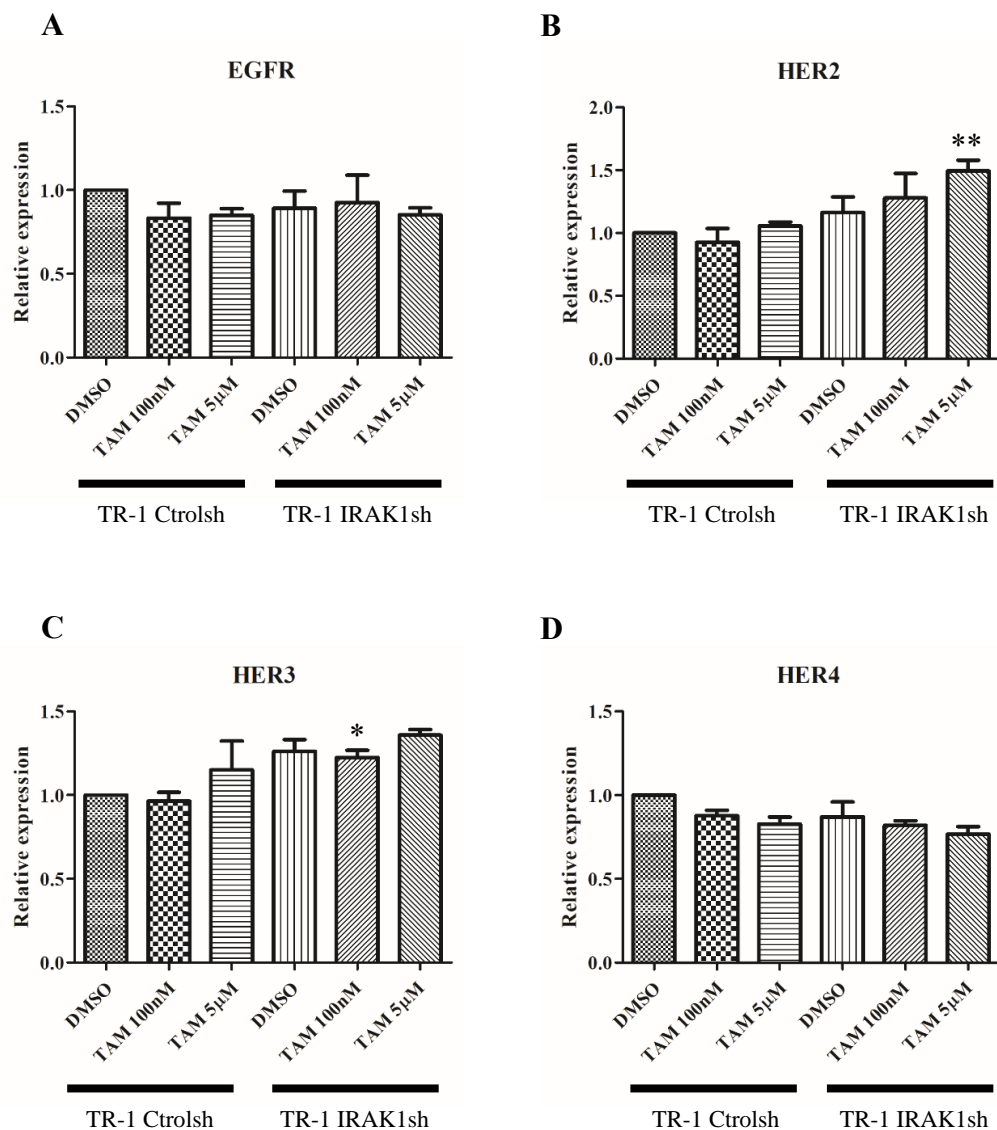 A
EGFR
Relative expression
1.5
1.0
0.5
0.0
DMSO
TAM 100nM
TAM 5µM
DMSO
TAM 100nM
TAM 5µM
TR-1 Ctrolsh
TR-1 IRAK1sh
B
HER2
Relative expression
2.0
1.5
1.0
0.5
0.0
**
DMSO
TAM 100nM
TAM 5µM
DMSO
TAM 100nM
TAM 5µM
TR-1 Ctrolsh
TR-1 IRAK1sh
C
HER3
Relative expression
1.5
1.0
0.5
0.0
*
DMSO
TAM 100nM
TAM 5µM
DMSO
TAM 100nM
TAM 5µM
TR-1 Ctrolsh
TR-1 IRAK1sh
D
HER4
Relative expression
1.5
1.0
0.5
0.0
DMSO
TAM 100nM
TAM 5µM
DMSO
TAM 100nM
TAM 5µM
TR-1 Ctrolsh
TR-1 IRAK1sh